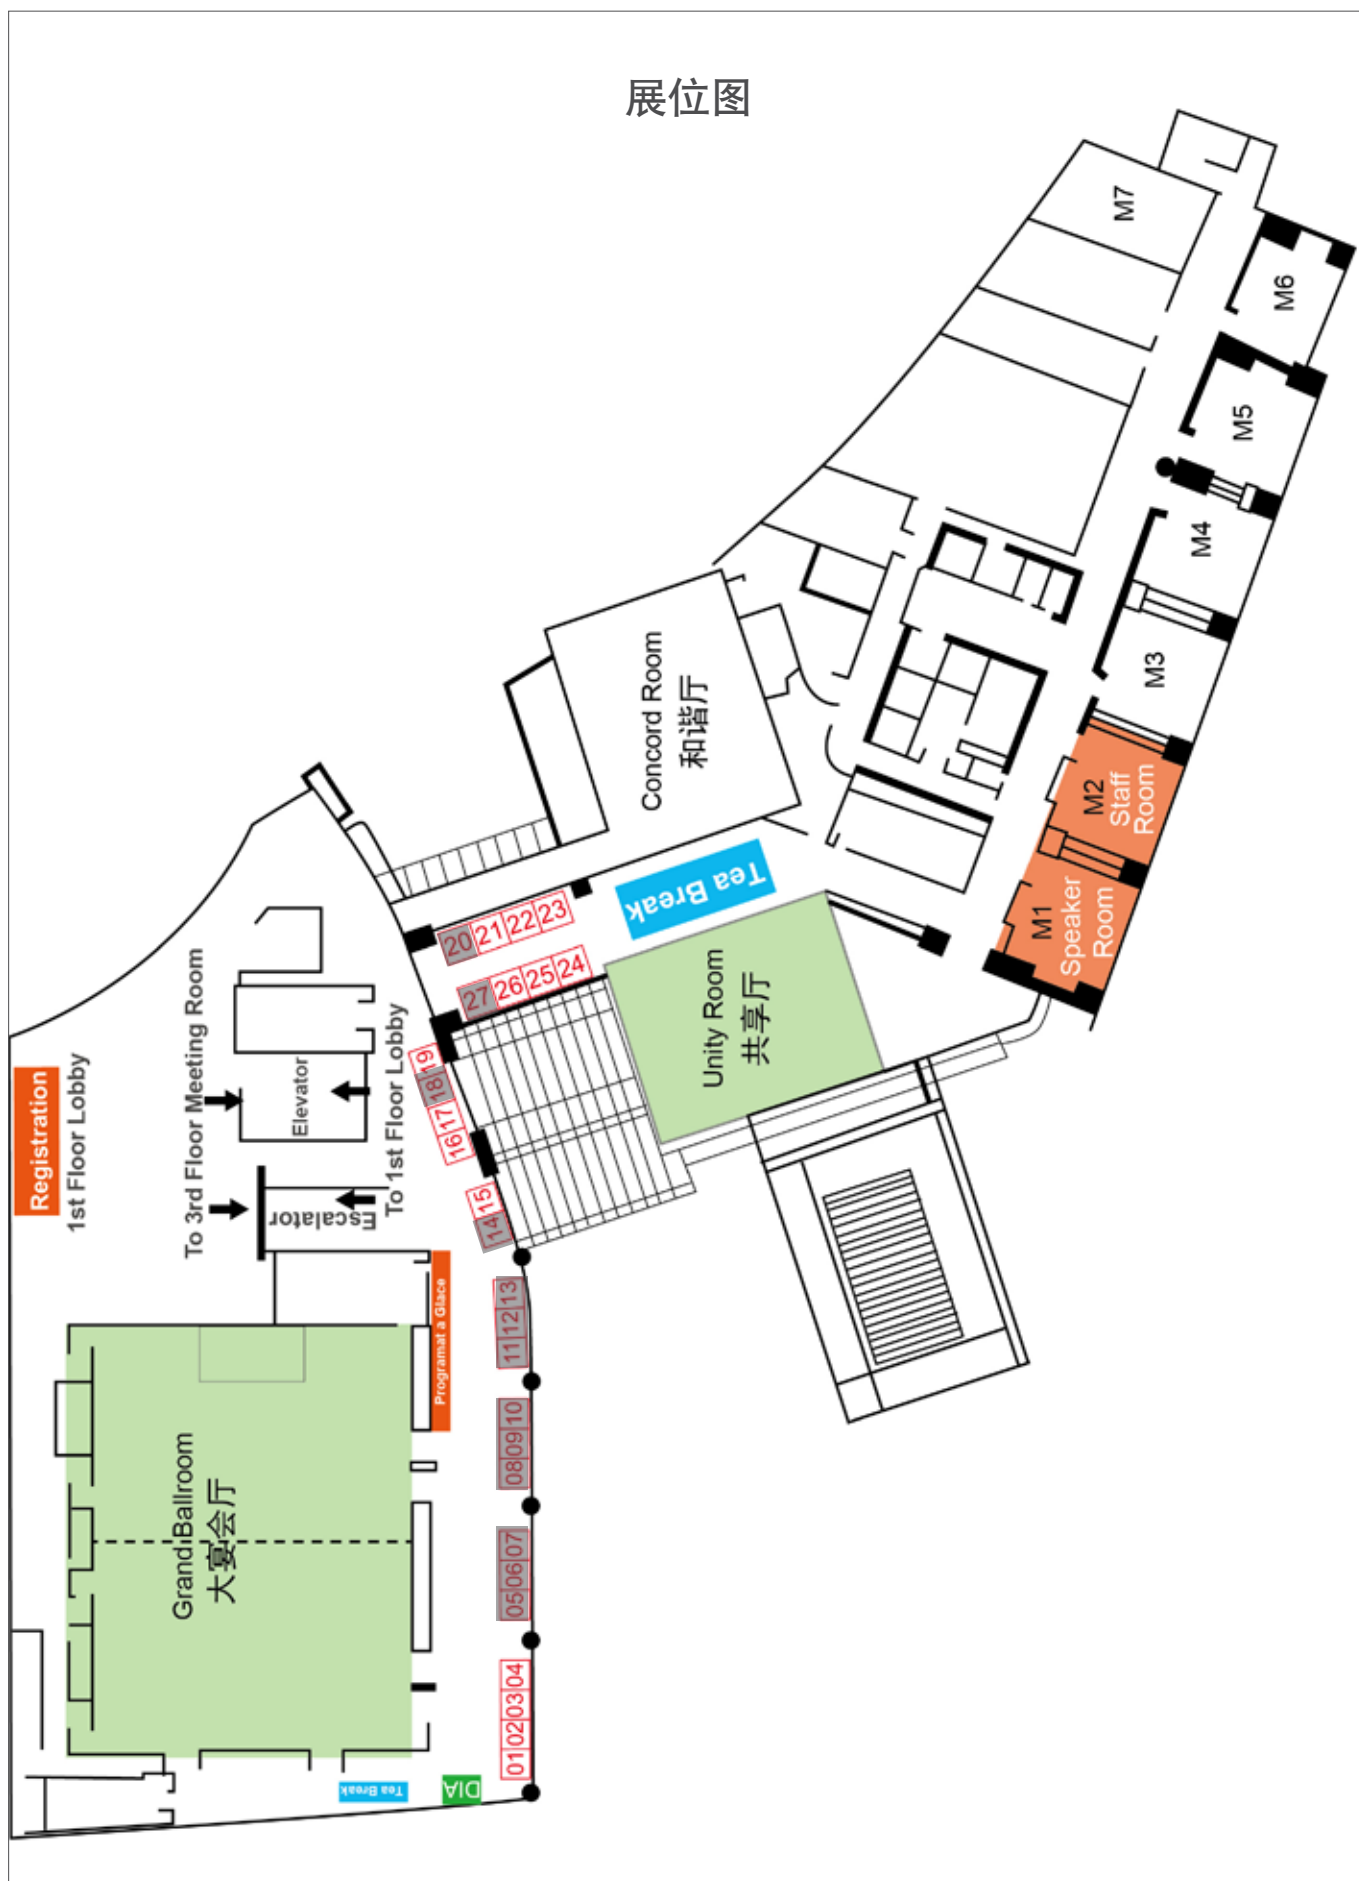 展位图
M7
M6
M5
M4
M3
M2
Staff
Room
M1
Speaker
Room
Concord Room
和谐厅
Tea Break
20 21 22 23
27 26 25 24
Unity Room
共享厅
16 17 18 19
14 15
11 12 13
08 09 10
05 06 07
01 02 03 04
Registration
1st Floor Lobby
To 3rd Floor Meeting Room
Elevator
To 1st Floor Lobby
Escalator
Programat a Glace
Grand Ballroom
大宴会厅
Tea Break
DIA